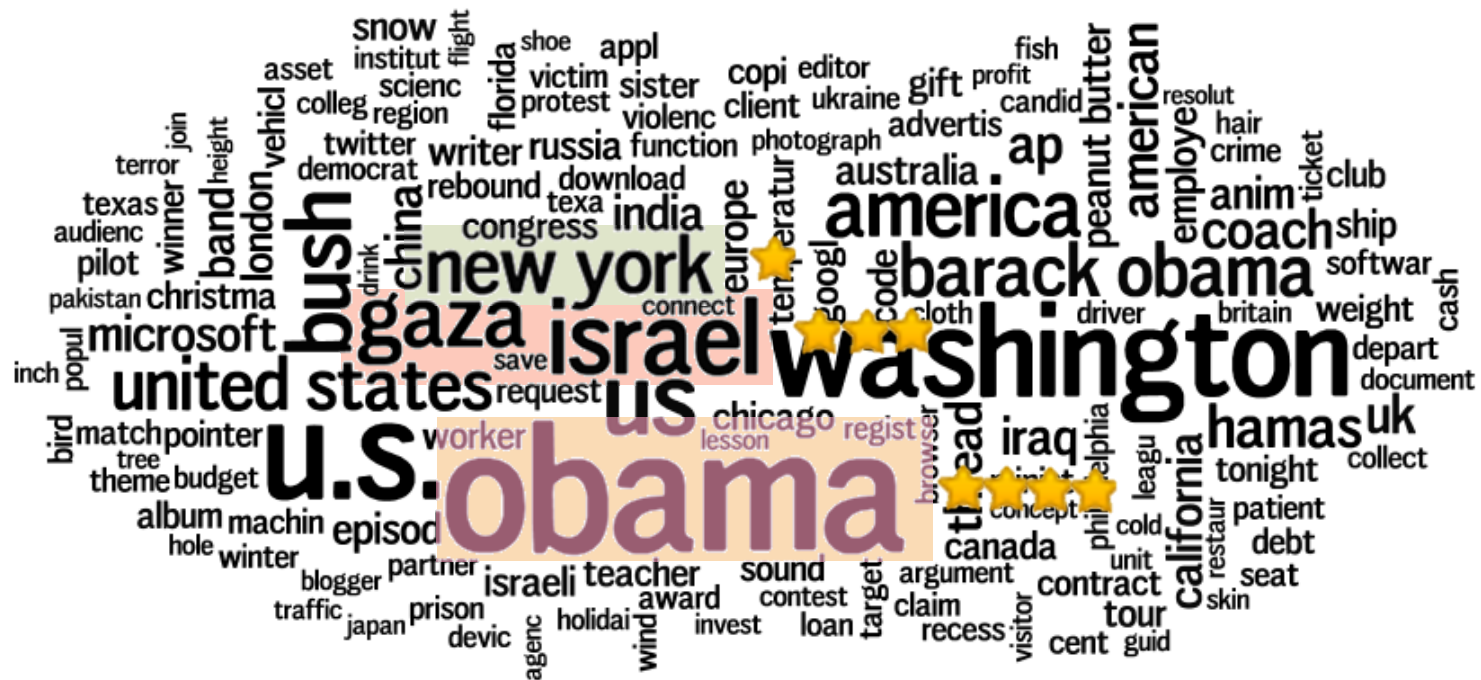 snow
flight
shoe
appl
fish
institut
asset
scienc
florida
victim
sister
copi editor
gift
profit
peanut butter
american
colleg
region
protest
violenc
client
ukraine
candid
resolut
vehicl
join
height
twitter
writer
russia
function
photograph
advertis
ap
hair
crime
ticket
terror
democrat
rebound
download
australia
employe
anim
club
texas
winner
band
london
bush
china
texa
india
europe
temperatur
america
coach
ship
audienc
congress
pilot
drink
new york
googl
code
barack obama
softwar
cash
pakistan
christma
connect
cloth
driver
britain
weight
microsoft
gaza
israel
washington
depart
inch
popul
united states
save
request
us
document
chicago
regist
browser
thread
iraq
hamas
uk
bird
match
pointer
u.s.
worker
lesson
obama
leagu
california
tonight
collect
tree
theme
budget
concept
album
machin
episod
cold
restaur
patient
hole
winter
canada
unit
debt
blogger
partner
israeli
teacher
sound
target
argument
contract
seat
traffic
japan
prison
award
contest
claim
tour
skin
devic
agenc
holidai
wind
invest
loan
recess
visitor
cent
guid